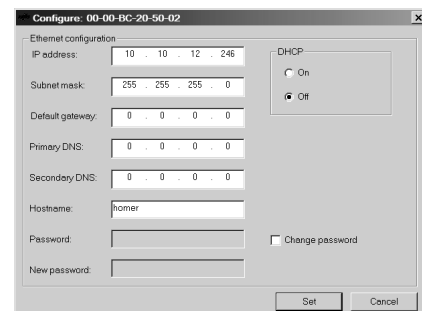 Configure: 00-00-BC-20-50-02
Ethernet configuration
IP address: 10 . 10 . 12 . 246
DHCP
On
Off
Subnet mask: 255 . 255 . 255 . 0
Default gateway: 0 . 0 . 0 . 0
Primary DNS: 0 . 0 . 0 . 0
Secondary DNS: 0 . 0 . 0 . 0
Hostname: homer
Password:
Change password
New password:
Set Cancel